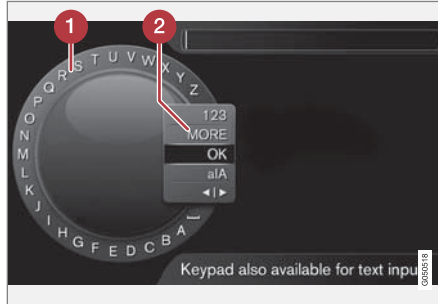 1
2
A B C D E F G H I J K L M N O P Q R S T U V W X Y Z
123
MORE
OK
a|A
◄|►
Keypad also available for text inpu
G050518